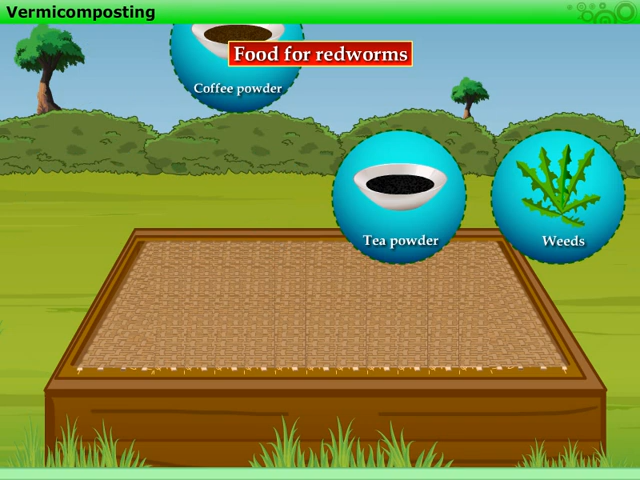 Vermicomposting
Food for redworms
Coffee powder
Tea powder
Weeds